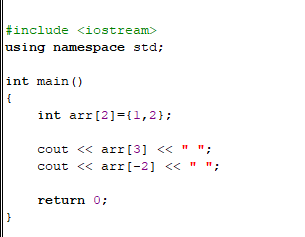 #include <iostream>
using namespace std;
int main()
{
int arr[2]={1,2};
cout << arr[3] << " ";
cout << arr[-2] << " ";
return 0;
}